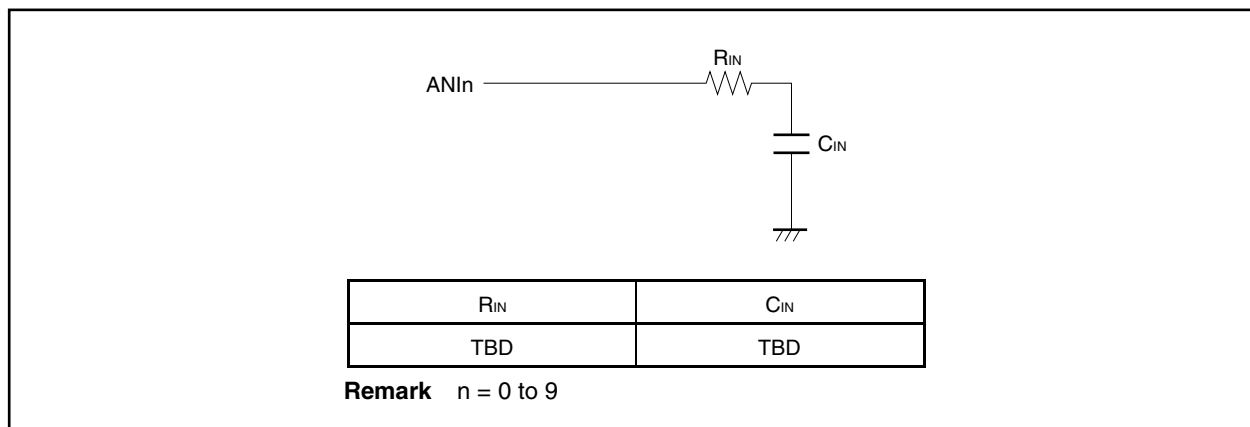 RIN
ANIn
CIN
RIN CIN
TBD TBD
Remark n = 0 to 9